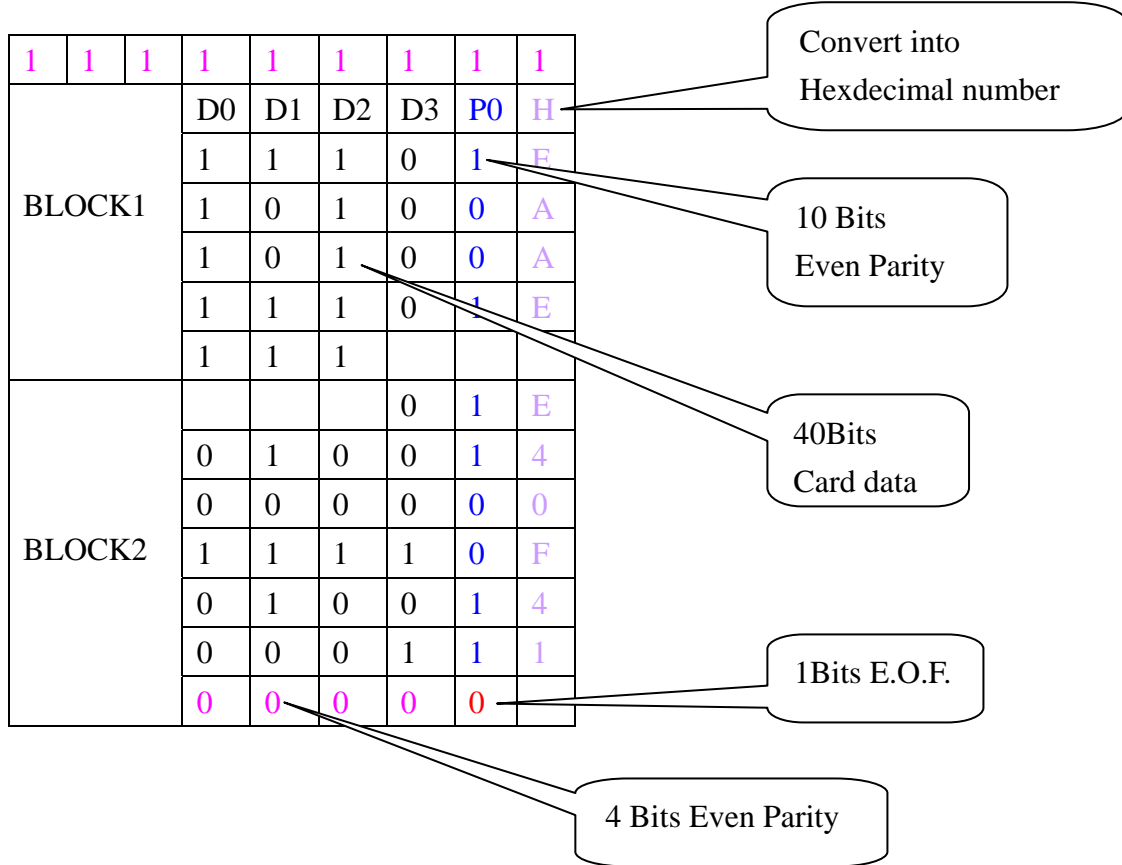 1 1 1 1 1 1 1 1 1
D0 D1 D2 D3 P0 H
1 1 1 0 1 E
BLOCK1
1 0 1 0 0 A
1 0 1 0 0 A
1 1 1 0 1 E
1 1 1
0 1 E
0 1 0 0 1 4
0 0 0 0 0 0
BLOCK2
1 1 1 1 0 F
0 1 0 0 1 4
0 0 0 1 1 1
0 0 0 0 0
Convert into
Hexdecimal number
10 Bits
Even Parity
40Bits
Card data
1Bits E.O.F.
4 Bits Even Parity